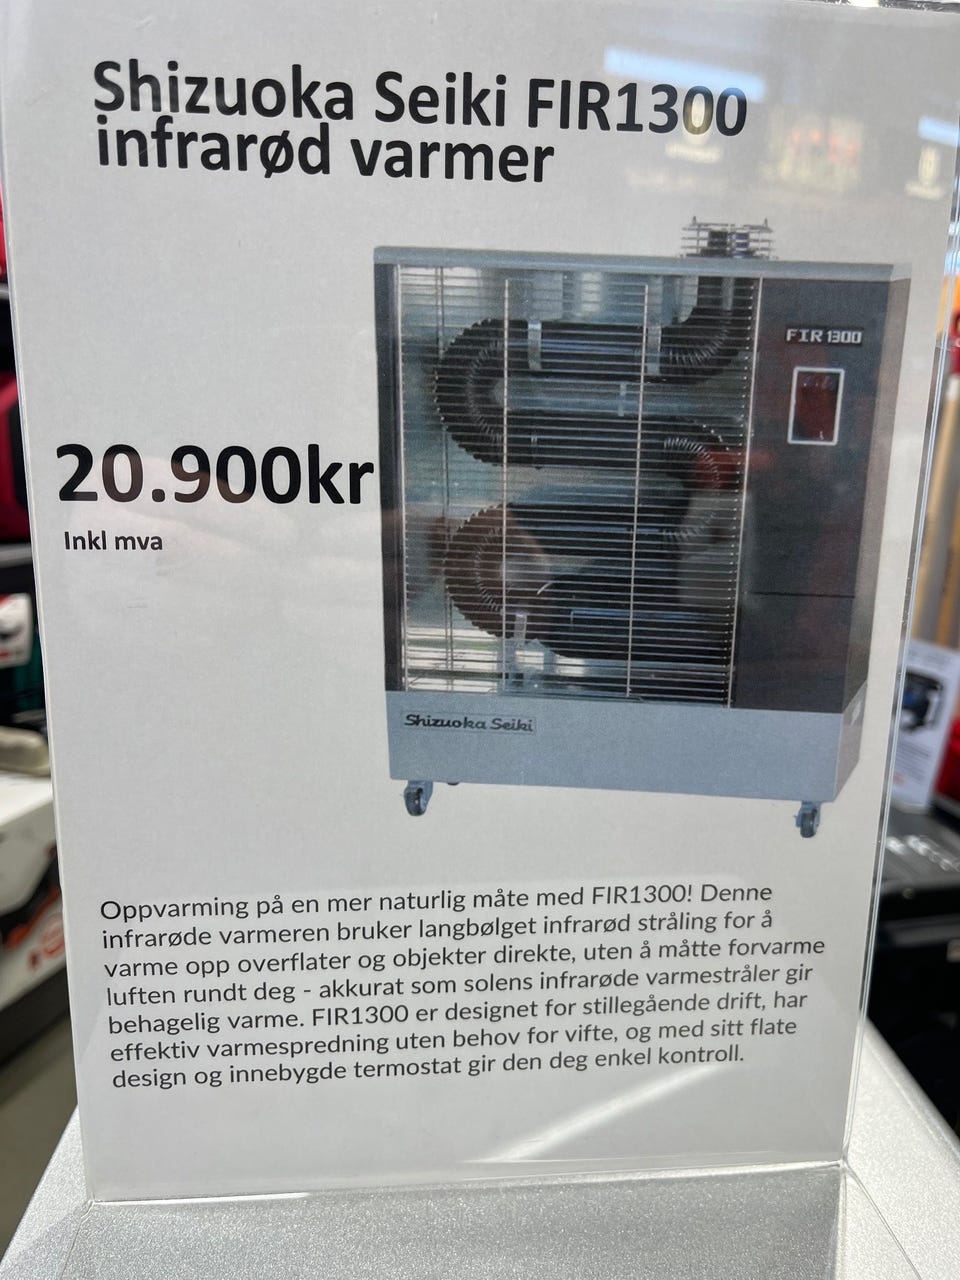 Shizuoka Seiki FIR1300
infrarød varmer
FIR 1300
20.900kr
Inkl mva
Shizuoka Seiki
Oppvarming på en mer naturlig måte med FIR1300! Denne
infrarøde varmeren bruker langbølget infrarød stråling for å
varme opp overflater og objekter direkte, uten å måtte forvarme
luften rundt deg - akkurat som solens infrarøde varmestråler gir
behagelig varme. FIR1300 er designet for stillegående drift, har
effektiv varmespredning uten behov for vifte, og med sitt flate
design og innebygde termostat gir den deg enkel kontroll.